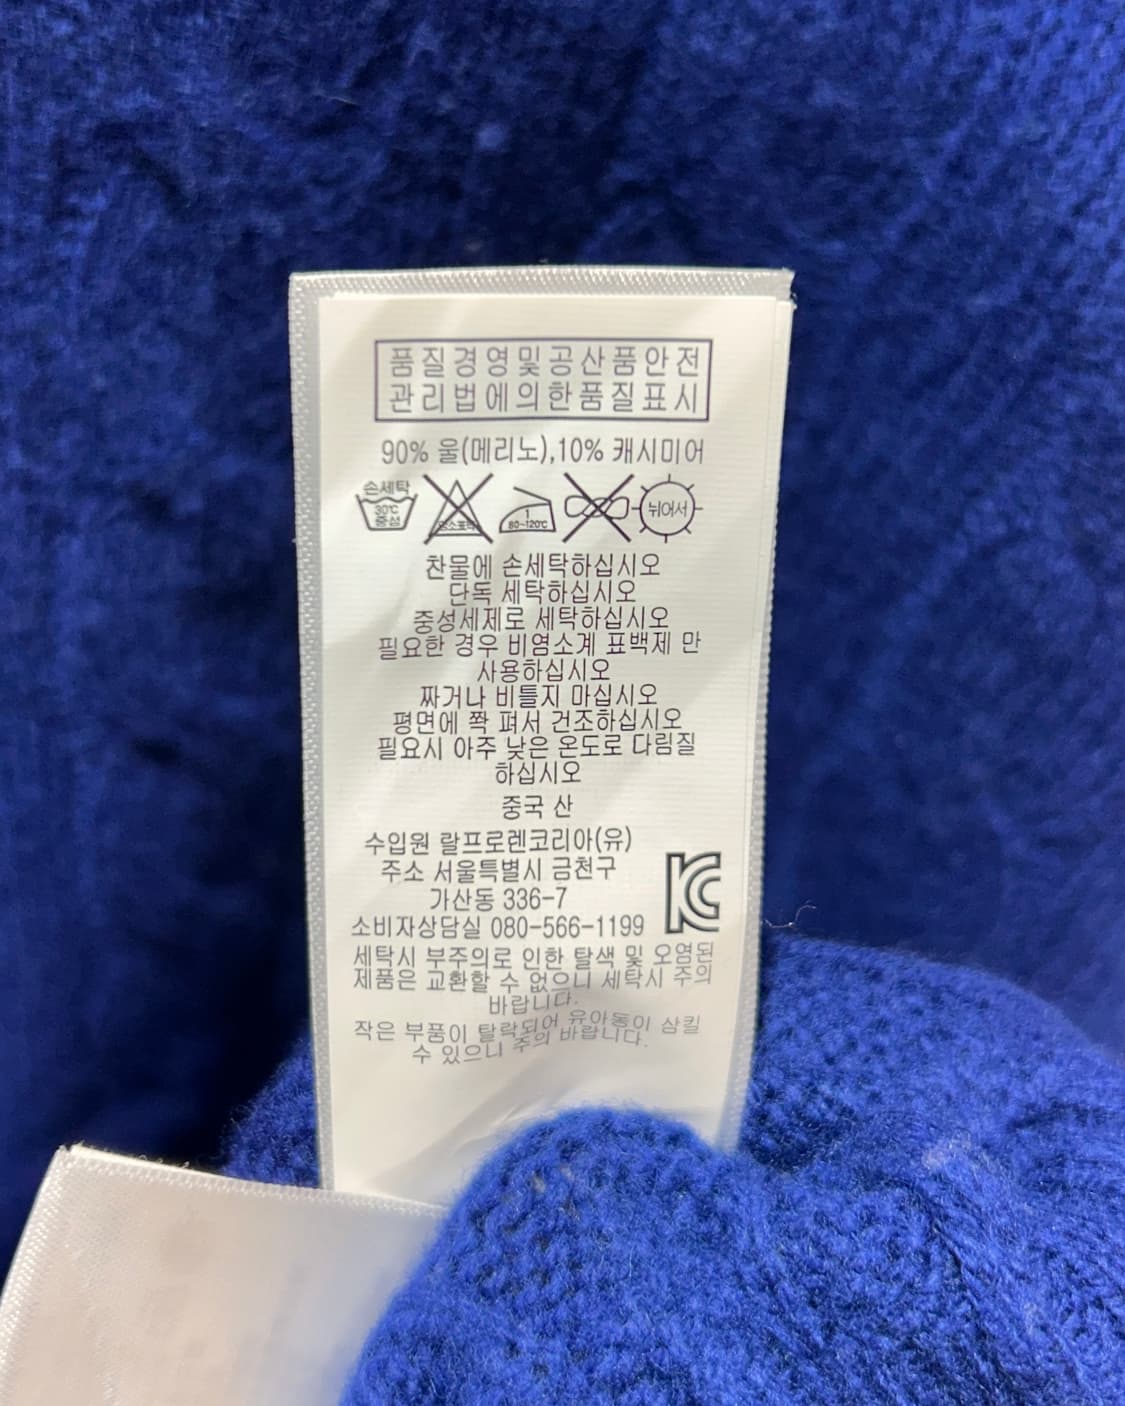 품질경영및공산품안전
관리법에의한품질표시
90% 울(메리노),10% 캐시미어
손세탁
30℃
중성
염소표백
1
80~120℃
뉘어서
찬물에 손세탁하십시오
단독 세탁하십시오
중성세제로 세탁하십시오
필요한 경우 비염소계 표백제 만
사용하십시오
짜거나 비틀지 마십시오
평면에 쫙 펴서 건조하십시오
필요시 아주 낮은 온도로 다림질
하십시오
중국 산
수입원 랄프로렌코리아(유)
주소 서울특별시 금천구
가산동 336-7
소비자상담실 080-566-1199
세탁시 부주의로 인한 탈색 및 오염된
제품은 교환할 수 없으니 세탁시 주의
바랍니다.
작은 부품이 탈락되어 유아동이 삼킬
수 있으니 주의 바랍니다.